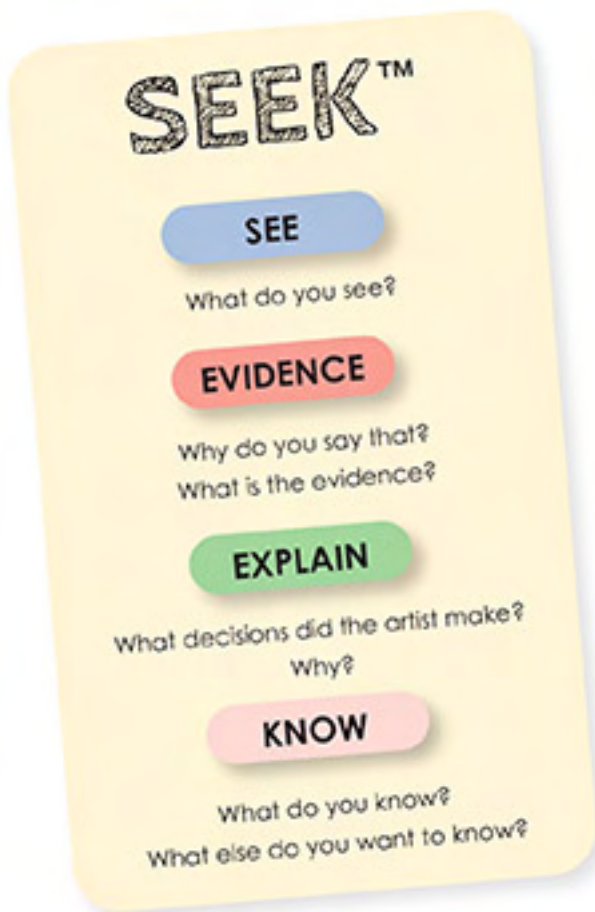 SEEK™
SEE
What do you see?
EVIDENCE
Why do you say that?
What is the evidence?
EXPLAIN
What decisions did the artist make?
Why?
KNOW
What do you know?
What else do you want to know?